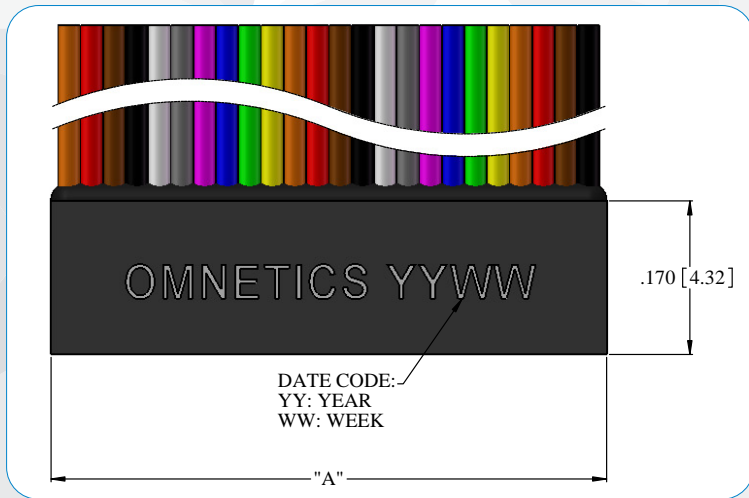 OMNETICS YYWW
.170 [4.32]
DATE CODE:
YY: YEAR
WW: WEEK
"A"